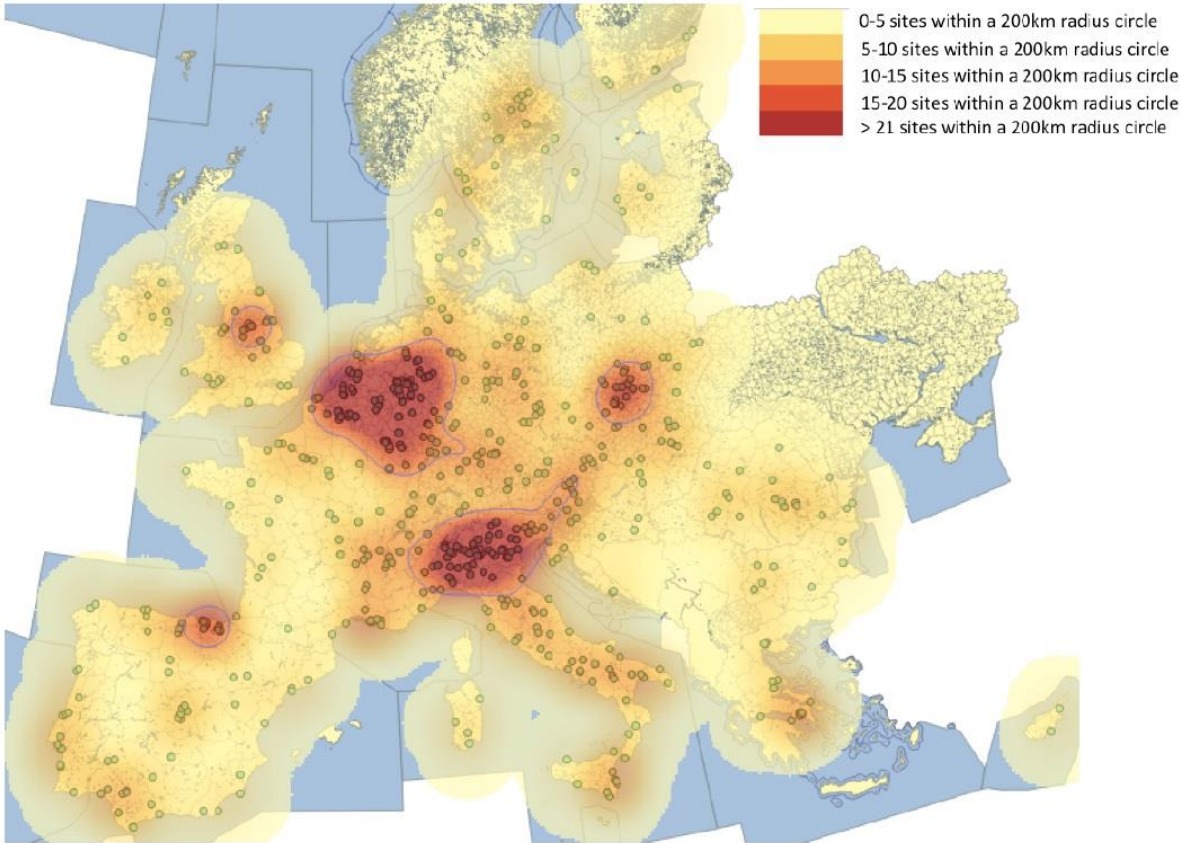 0-5 sites within a 200km radius circle
5-10 sites within a 200km radius circle
10-15 sites within a 200km radius circle
15-20 sites within a 200km radius circle
> 21 sites within a 200km radius circle